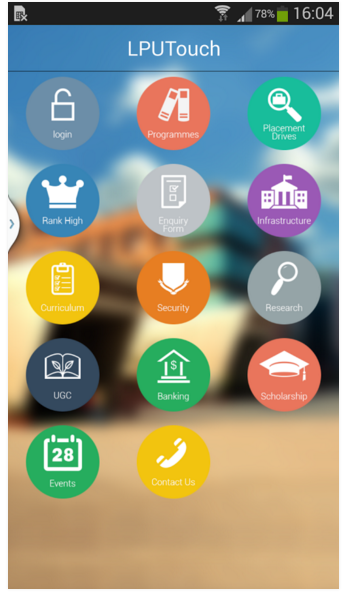 78% 16:04
LPUTouch
login
Programmes
Placement
Drives
Rank High
Enquiry
Form
Infrastructure
Curriculum
Security
Research
UGC
$
Banking
Scholarship
28
Events
Contact Us